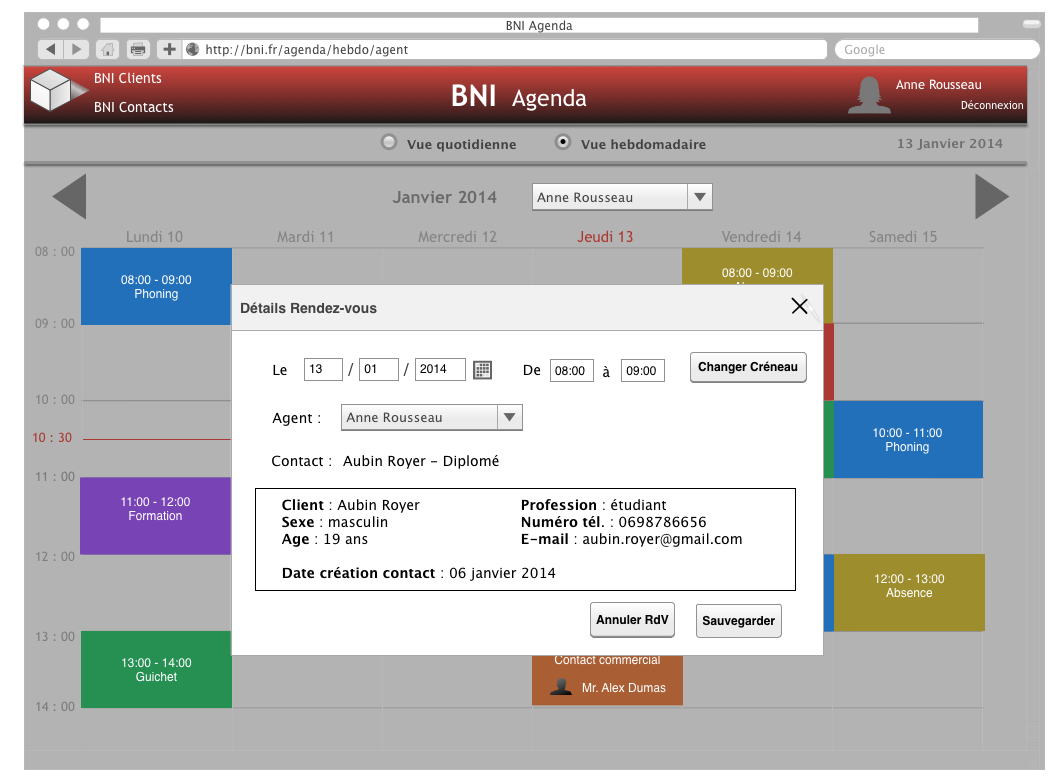 BNI Agenda
http://bni.fr/agenda/hebdo/agent
Google
BNI Clients
BNI Contacts
BNI Agenda
Anne Rousseau
Déconnexion
Vue quotidienne
Vue hebdomadaire
13 Janvier 2014
Janvier 2014
Anne Rousseau
Lundi 10
Mardi 11
Mercredi 12
Jeudi 13
Vendredi 14
Samedi 15
08 : 00
08:00 - 09:00
Phoning
08:00 - 09:00
Détails Rendez-vous
09 : 00
Le 13 / 01 / 2014
De 08:00 à 09:00
Changer Créneau
10 : 00
Agent : Anne Rousseau
10 : 30
10:00 - 11:00
Phoning
Contact : Aubin Royer – Diplomé
11 : 00
11:00 - 12:00
Formation
Client : Aubin Royer
Sexe : masculin
Age : 19 ans
Profession : étudiant
Numéro tél. : 0698786656
E-mail : aubin.royer@gmail.com
Date création contact : 06 janvier 2014
12 : 00
12:00 - 13:00
Absence
Annuler RdV
Sauvegarder
13 : 00
13:00 - 14:00
Guichet
Contact commercial
Mr. Alex Dumas
14 : 00